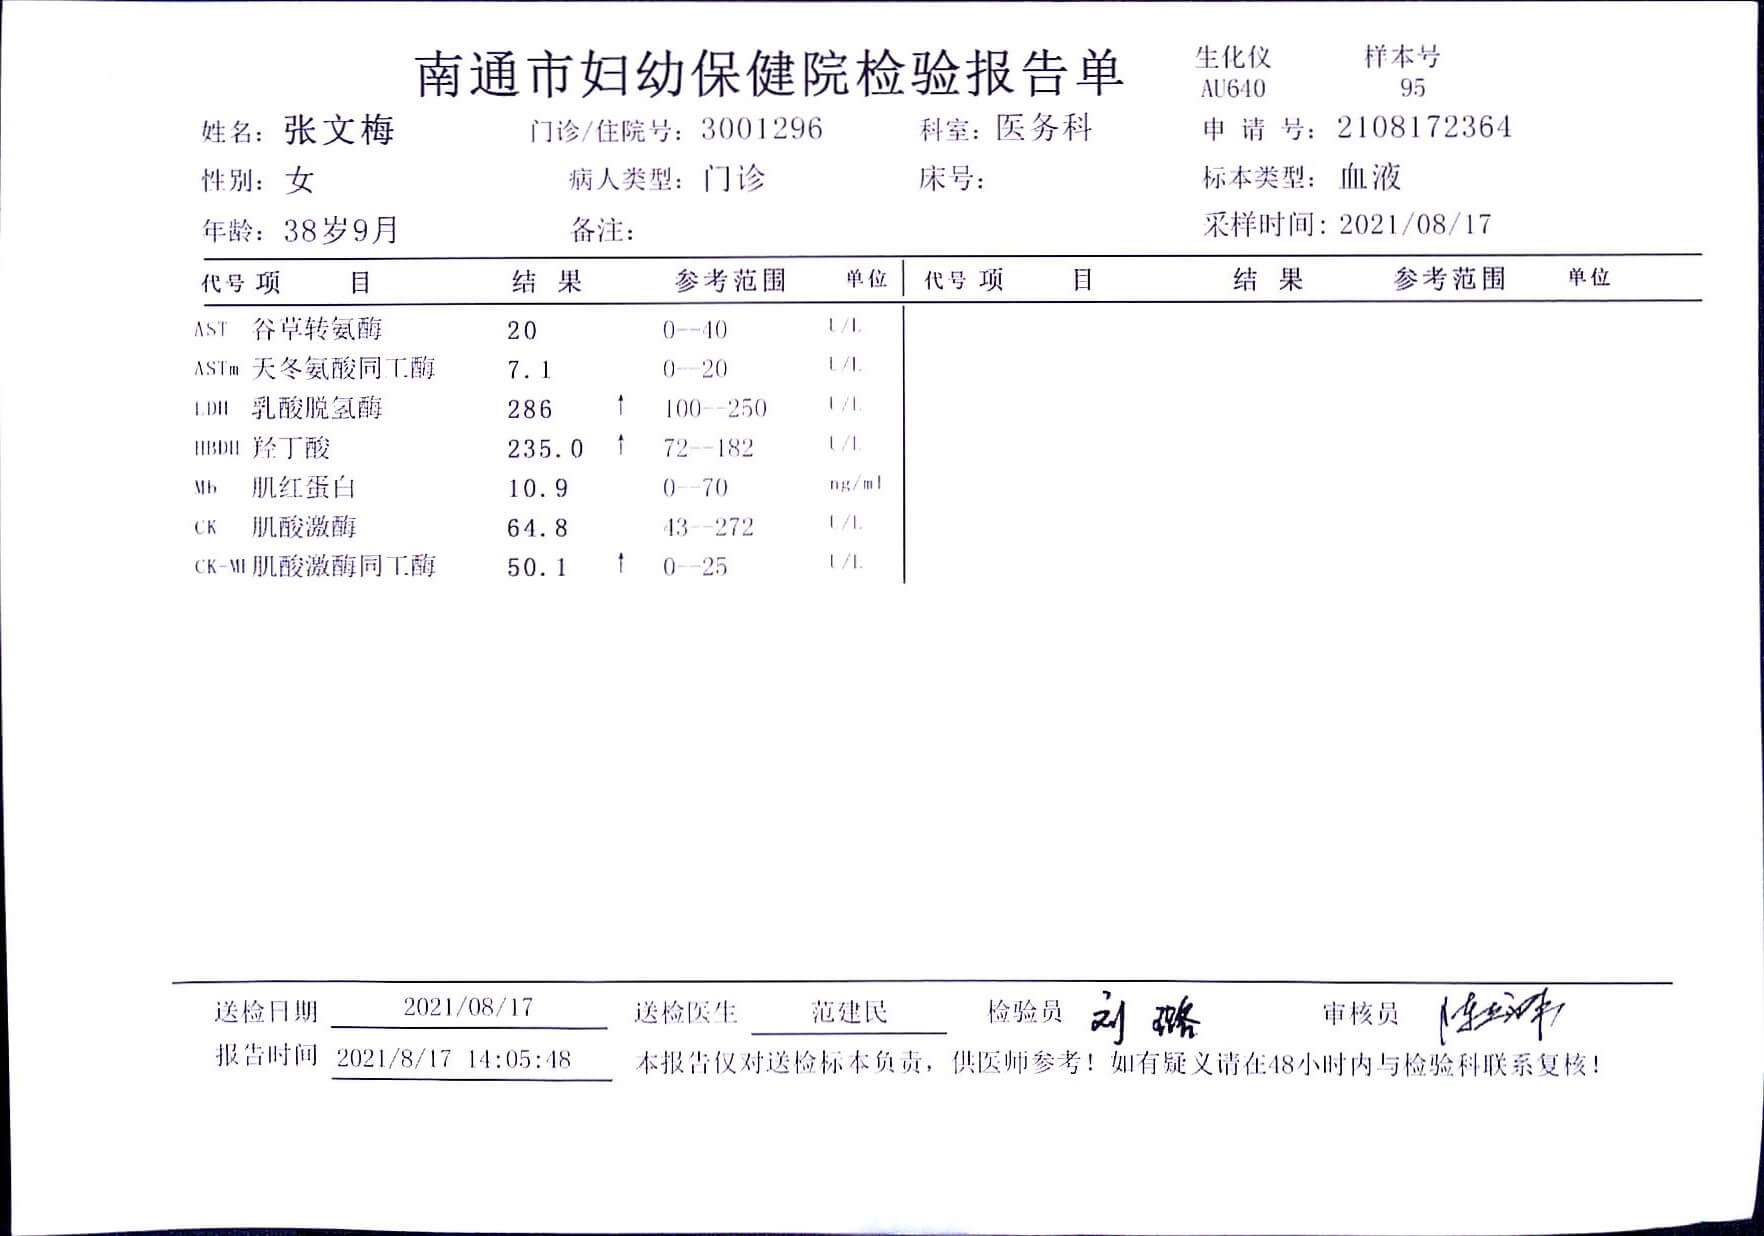 南通市妇幼保健院检验报告单
生化仪 样本号
AU640 95
姓名: 张文梅 门诊/住院号: 3001296 科室: 医务科 申 请 号: 2108172364
性别: 女 病人类型: 门诊 床号: 标本类型: 血液
年龄: 38岁9月 备注: 采样时间: 2021/08/17
代号 项 目 结 果 参考范围 单位 代号 项 目 结 果 参考范围 单位
AST 谷草转氨酶 20 0--40 U/L
ASTm 天冬氨酸同工酶 7.1 0--20 U/L
LDH 乳酸脱氢酶 286 ↑ 100--250 U/L
HBDH 羟丁酸 235.0 ↑ 72--182 U/L
Mb 肌红蛋白 10.9 0--70 ng/ml
CK 肌酸激酶 64.8 43--272 U/L
CK-MB 肌酸激酶同工酶 50.1 ↑ 0--25 U/L
送检日期 2021/08/17 送检医生 范建民 检验员 刘璐 审核员
报告时间 2021/8/17 14:05:48 本报告仅对送检标本负责，供医师参考！如有疑义请在48小时内与检验科联系复核！